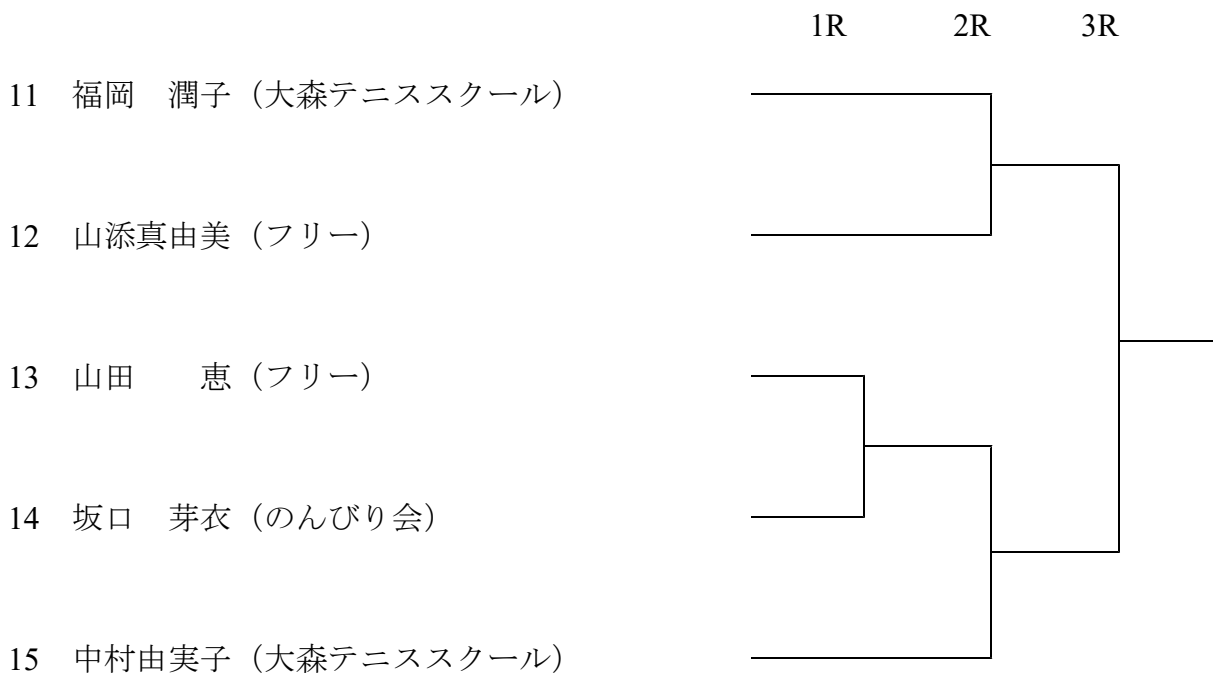 1R 2R 3R
11 福岡　潤子（大森テニススクール）
12 山添真由美（フリー）
13 山田　　恵（フリー）
14 坂口　芽衣（のんびり会）
15 中村由実子（大森テニススクール）